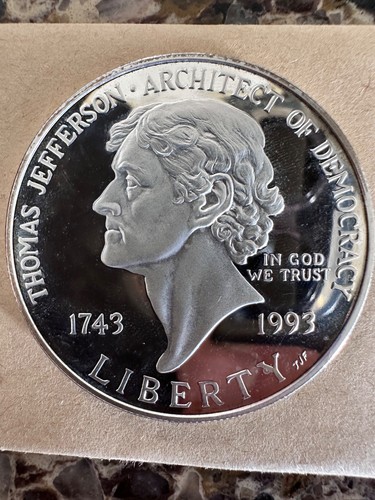 THOMAS JEFFERSON · ARCHITECT OF DEMOCRACY
IN GOD
WE TRUST
1743 1993
LIBERTY
TJF